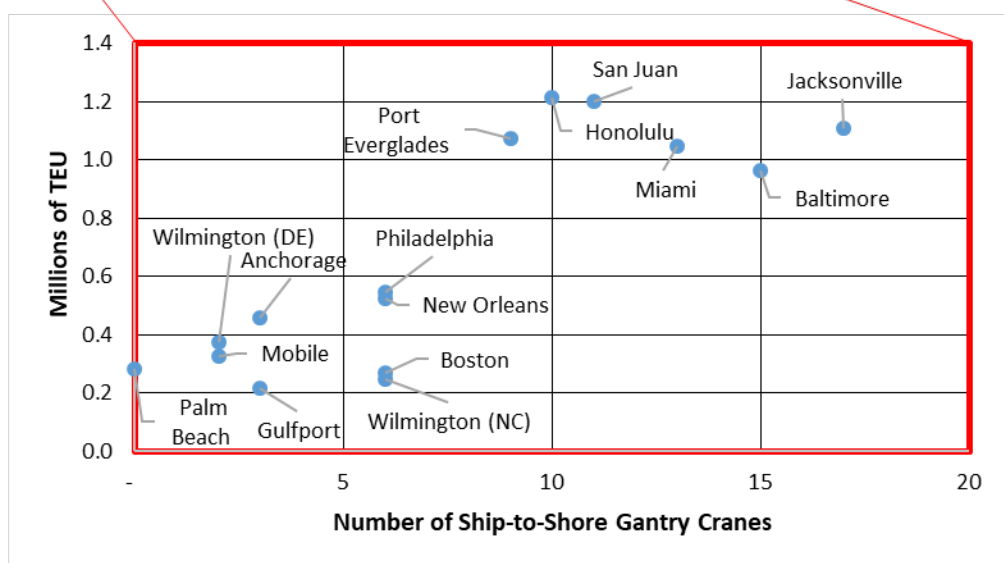 1.4
1.2
1.0
0.8
0.6
0.4
0.2
0.0
Millions of TEU
San Juan
Jacksonville
Port
Everglades
Honolulu
Miami
Baltimore
Wilmington (DE)
Anchorage
Philadelphia
New Orleans
Mobile
Boston
Palm
Beach
Gulfport
Wilmington (NC)
-
5
10
15
20
Number of Ship-to-Shore Gantry Cranes